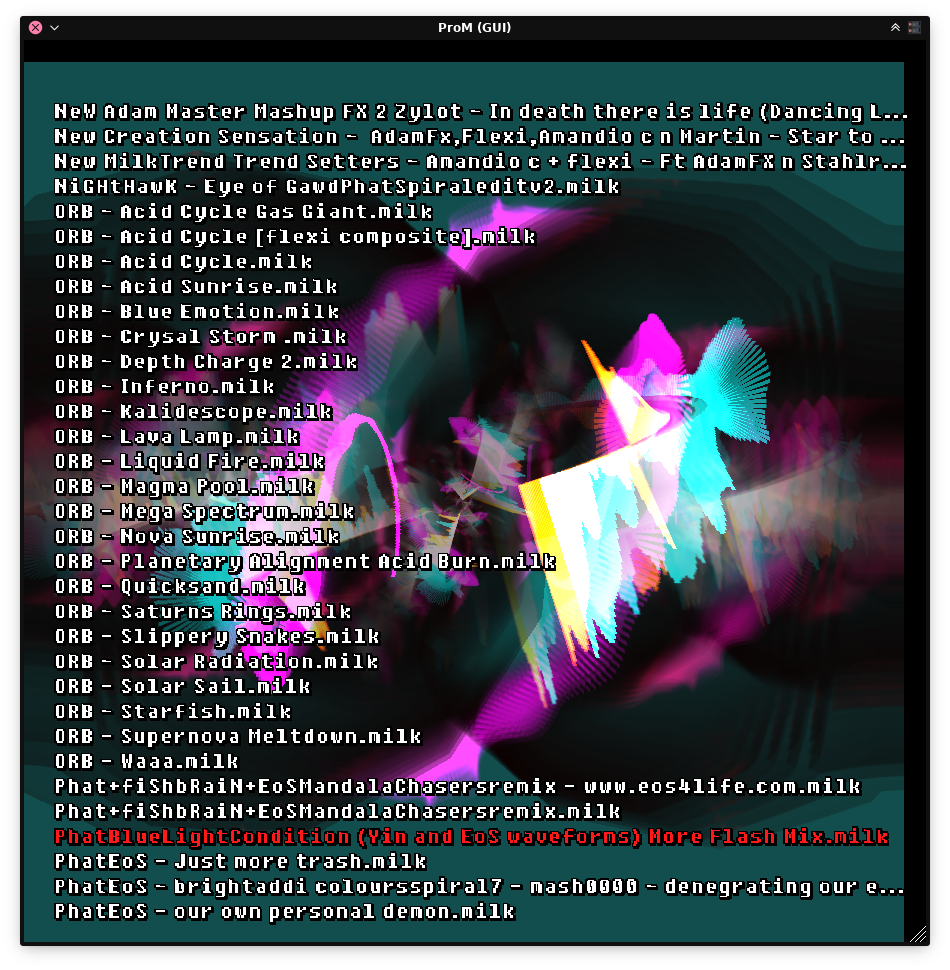 ProM (GUI)
NeW Adam Master Mashup FX 2 Zylot - In death there is life (Dancing L...
New Creation Sensation - AdamFx,Flexi,Amandio c n Martin - Star to ...
New MilkTrend Trend Setters - Amandio c + flexi - Ft AdamFX n Stahlr...
NiGHtHawK - Eye of GawdPhatSpiraleditv2.milk
ORB - Acid Cycle Gas Giant.milk
ORB - Acid Cycle [flexi composite].milk
ORB - Acid Cycle.milk
ORB - Acid Sunrise.milk
ORB - Blue Emotion.milk
ORB - Crysal Storm .milk
ORB - Depth Charge 2.milk
ORB - Inferno.milk
ORB - Kalidescope.milk
ORB - Lava Lamp.milk
ORB - Liquid Fire.milk
ORB - Magma Pool.milk
ORB - Mega Spectrum.milk
ORB - Nova Sunrise.milk
ORB - Planetary Alignment Acid Burn.milk
ORB - Quicksand.milk
ORB - Saturns Rings.milk
ORB - Slippery Snakes.milk
ORB - Solar Radiation.milk
ORB - Solar Sail.milk
ORB - Starfish.milk
ORB - Supernova Meltdown.milk
ORB - Waaa.milk
Phat+fiShbRaiN+EoSMandalaChasersremix - www.eos4life.com.milk
Phat+fiShbRaiN+EoSMandalaChasersremix.milk
PhatBlueLightCondition (Yin and EoS waveforms) More Flash Mix.milk
PhatEoS - Just more trash.milk
PhatEoS - brightaddi coloursspiral7 - mash0000 - denegrating our e...
PhatEoS - our own personal demon.milk